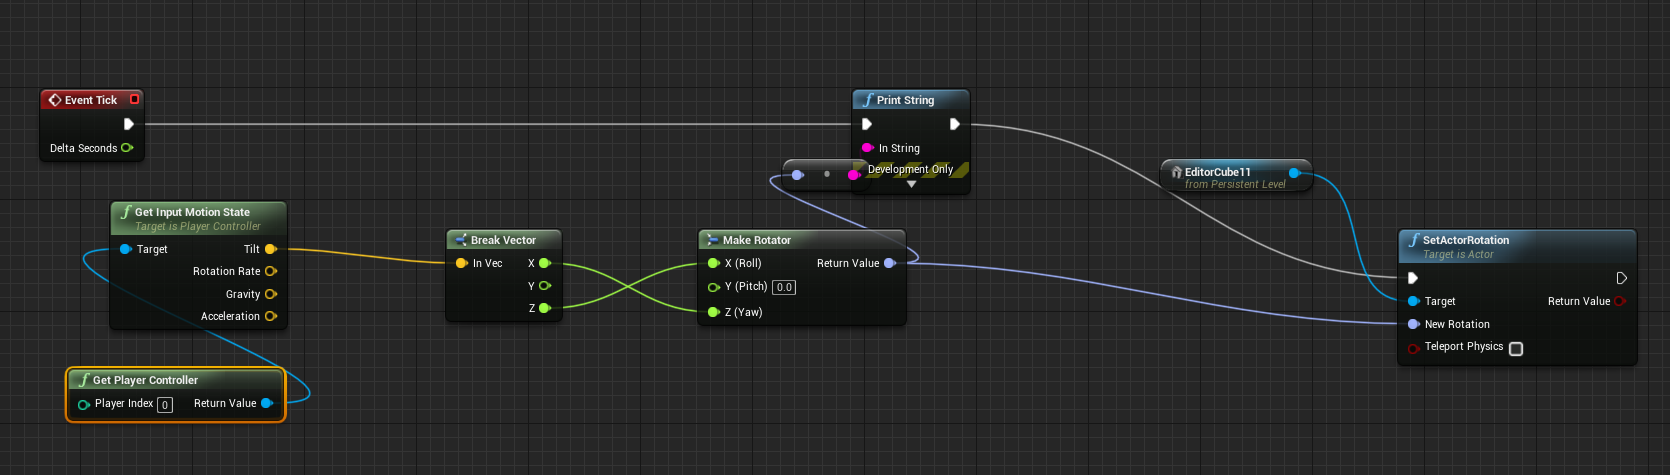 Event Tick
Delta Seconds
Print String
In String
Development Only
EditorCube11
from Persistent Level
Get Input Motion State
Target is Player Controller
Target Tilt
Rotation Rate
Gravity
Acceleration
Break Vector
In Vec X
Y
Z
Make Rotator
X (Roll) Return Value
Y (Pitch) 0.0
Z (Yaw)
SetActorRotation
Target is Actor
Target Return Value
New Rotation
Teleport Physics
Get Player Controller
Player Index 0 Return Value